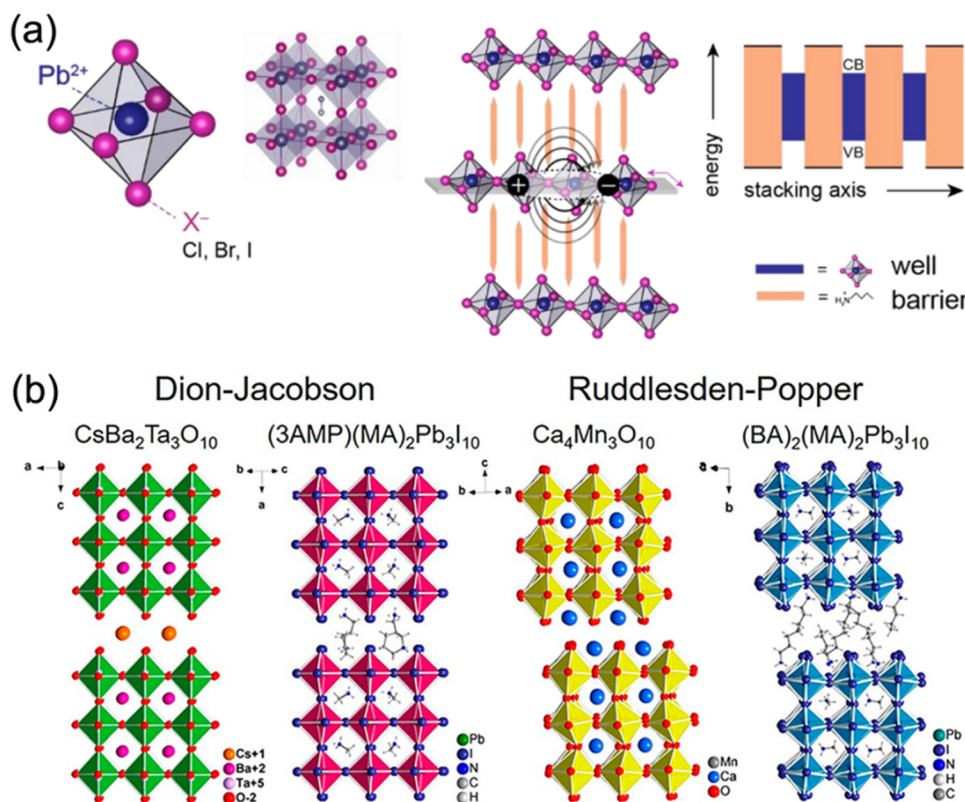 (a)
Pb²⁺
X⁻
Cl, Br, I
+
−
energy
CB
VB
stacking axis
= well
= H₃N⁺ barrier
(b)
Dion-Jacobson
Ruddlesden-Popper
CsBa₂Ta₃O₁₀
(3AMP)(MA)₂Pb₃I₁₀
Ca₄Mn₃O₁₀
(BA)₂(MA)₂Pb₃I₁₀
a b
c
b c
a
c
b a
b
Cs+1
Ba+2
Ta+5
O-2
Pb
I
N
C
H
Mn
Ca
O
Pb
I
N
H
C